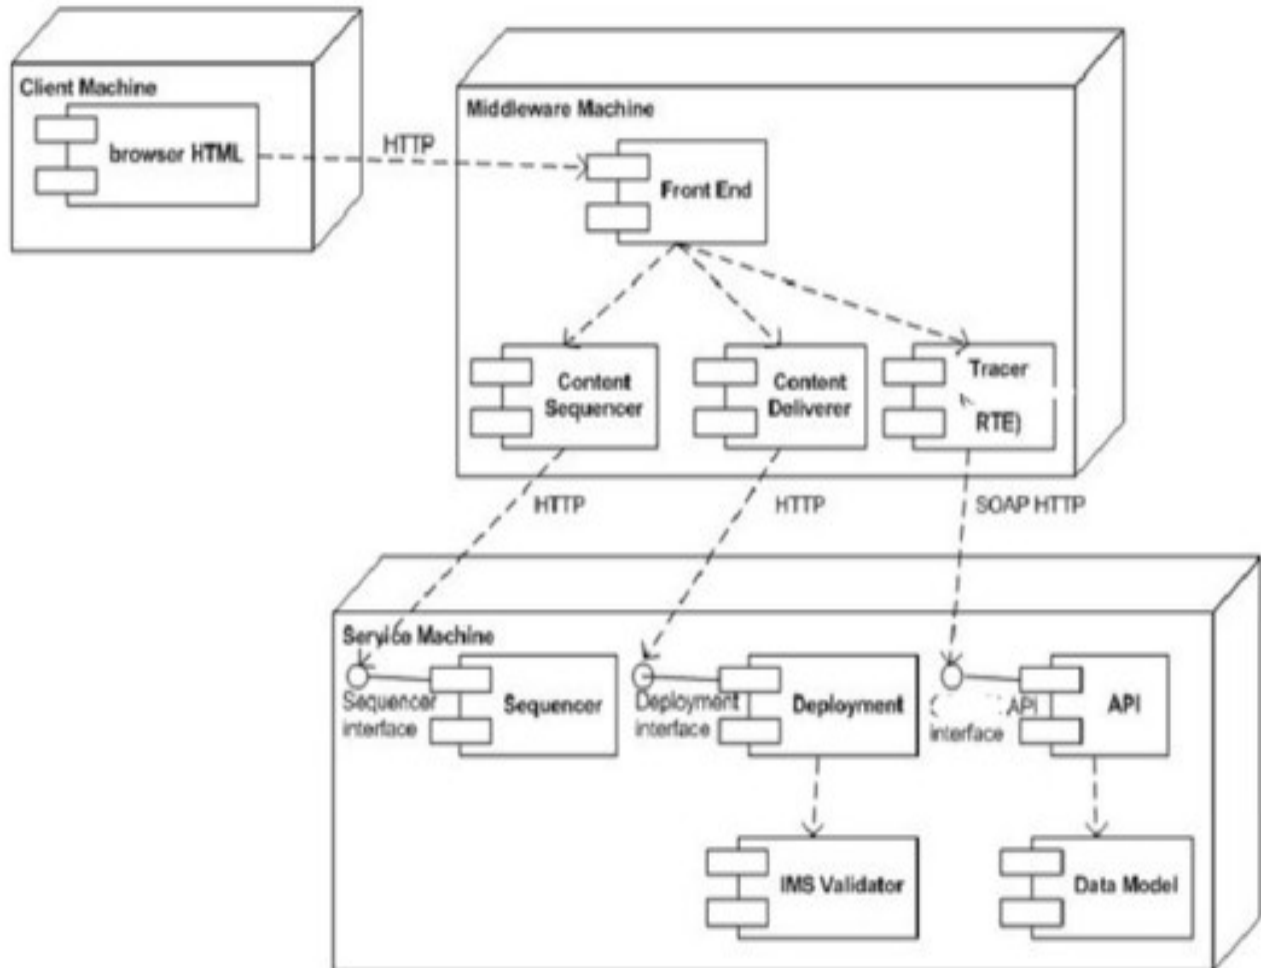 Client Machine
browser HTML
HTTP
Middleware Machine
Front End
Content
Sequencer
Content
Deliverer
Tracer
RTE)
HTTP
HTTP
SOAP HTTP
Service Machine
Sequencer
interface
Sequencer
Deployment
interface
Deployment
API
interface
API
IMS Validator
Data Model